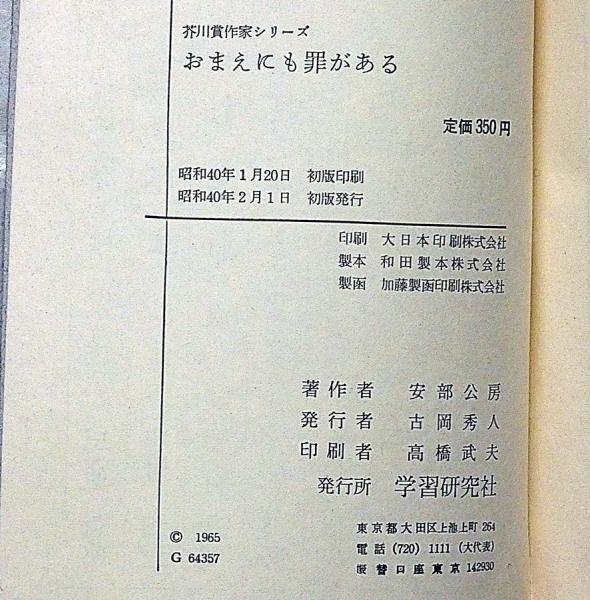 芥川賞作家シリーズ
おまえにも罪がある
定価350円
昭和40年1月20日 初版印刷
昭和40年2月1日 初版発行
印刷 大日本印刷株式会社
製本 和田製本株式会社
製函 加藤製函印刷株式会社
著作者 安部公房
発行者 古岡秀人
印刷者 高橋武夫
発行所 学習研究社
東京都大田区上池上町264
電話 (720) 1111 (大代表)
振替口座東京 142930
© 1965
G 64357